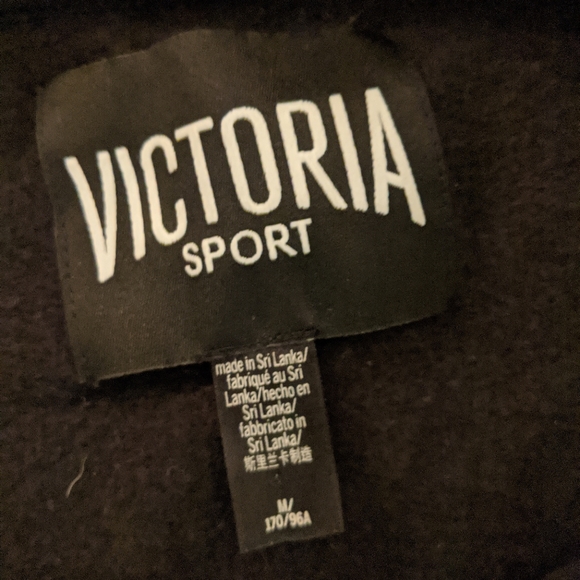 VICTORIA
SPORT
made in Sri Lanka/
fabriqué au Sri
Lanka/hecho en
Sri Lanka/
fabbricato in
Sri Lanka/
斯里兰卡制造
M/
170/96A